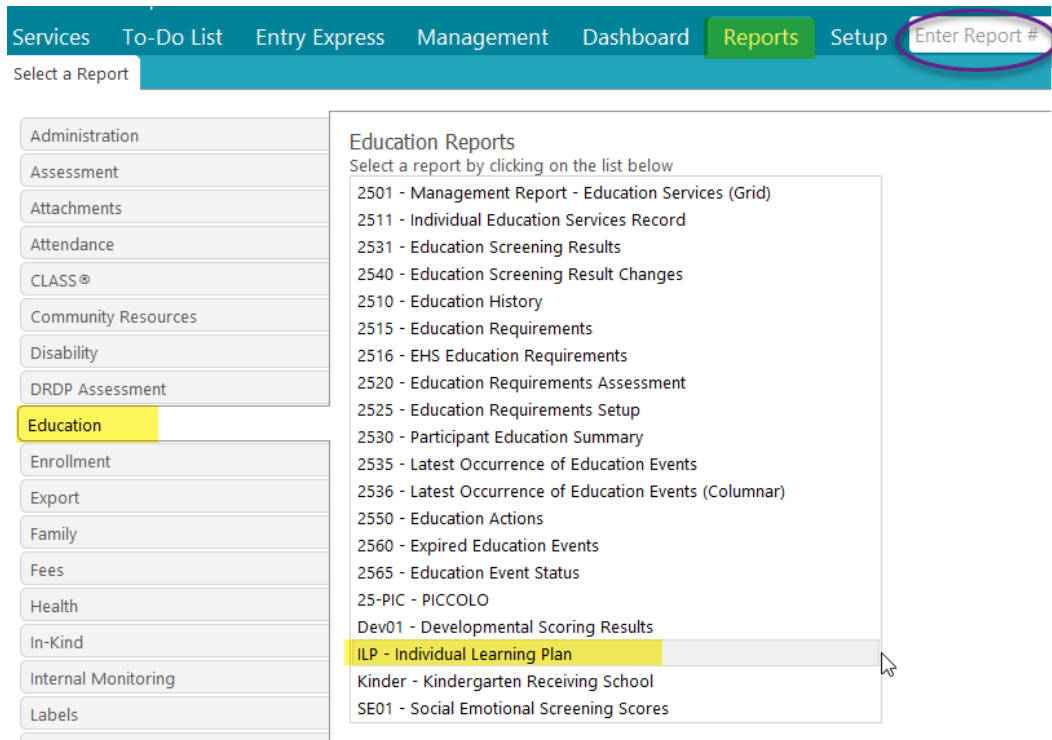 Services To-Do List Entry Express Management Dashboard Reports Setup Enter Report #
Select a Report
Administration
Assessment
Attachments
Attendance
CLASS®
Community Resources
Disability
DRDP Assessment
Education
Enrollment
Export
Family
Fees
Health
In-Kind
Internal Monitoring
Labels
Education Reports
Select a report by clicking on the list below
2501 - Management Report - Education Services (Grid)
2511 - Individual Education Services Record
2531 - Education Screening Results
2540 - Education Screening Result Changes
2510 - Education History
2515 - Education Requirements
2516 - EHS Education Requirements
2520 - Education Requirements Assessment
2525 - Education Requirements Setup
2530 - Participant Education Summary
2535 - Latest Occurrence of Education Events
2536 - Latest Occurrence of Education Events (Columnar)
2550 - Education Actions
2560 - Expired Education Events
2565 - Education Event Status
25-PIC - PICCOLO
Dev01 - Developmental Scoring Results
ILP - Individual Learning Plan
Kinder - Kindergarten Receiving School
SE01 - Social Emotional Screening Scores